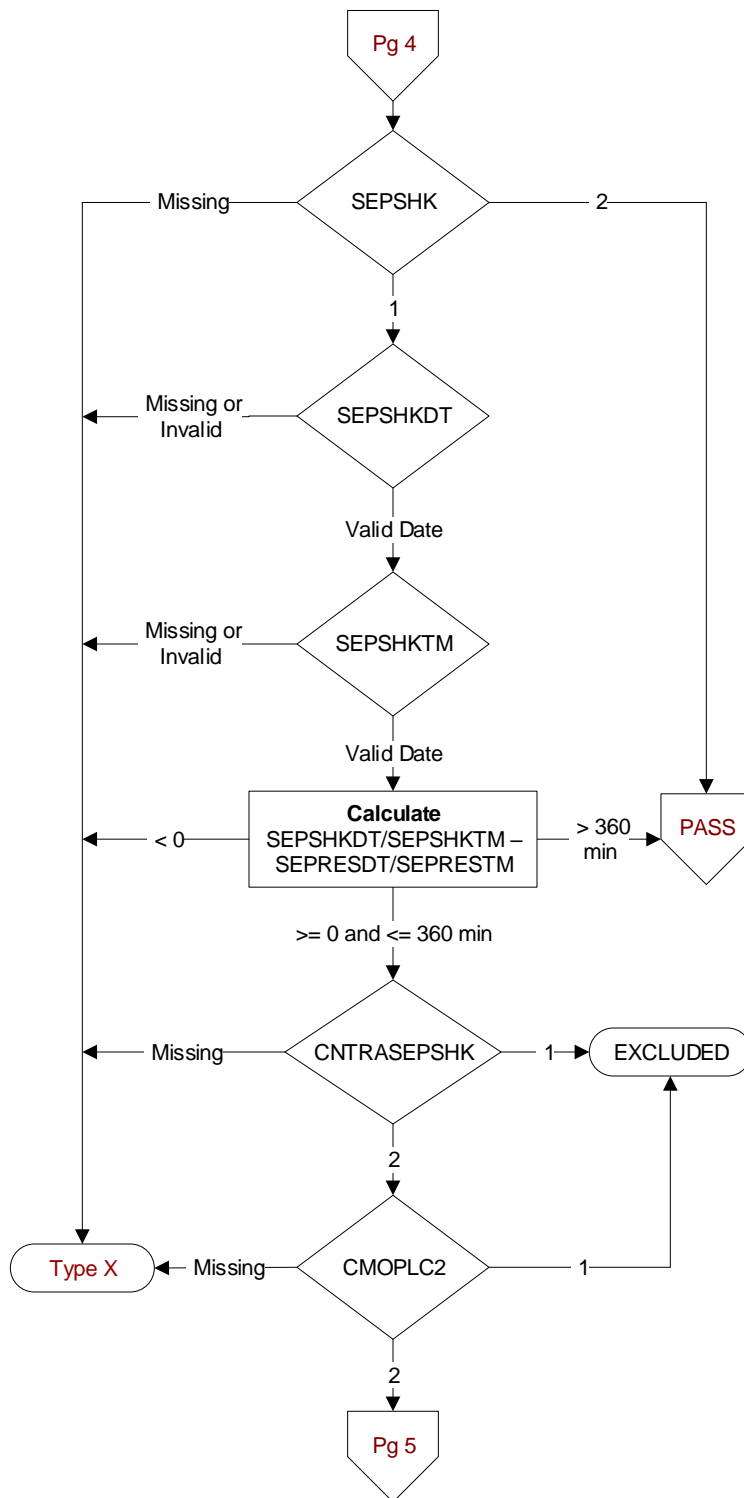 Pg 4
Missing
SEPSHK
2
1
Missing or
Invalid
SEPSHKDT
Valid Date
Missing or
Invalid
SEPSHKTM
Valid Date
< 0
Calculate
SEPSHKDT/SEPSHKTM –
SEPRESDT/SEPRESTM
> 360
min
PASS
>= 0 and <= 360 min
Missing
CNTRASEPSHK
1
EXCLUDED
2
Type X
Missing
CMOPLC2
1
2
Pg 5